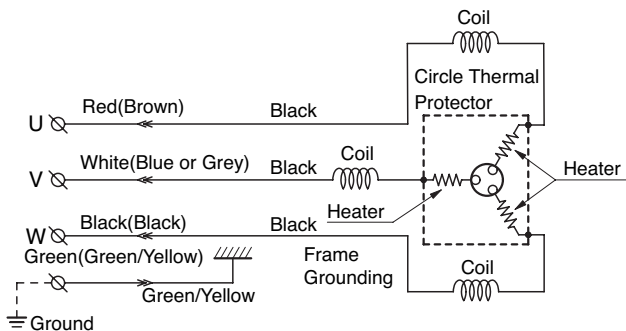 Coil
Circle Thermal
Protector
Red(Brown)
Black
U
White(Blue or Grey)
Black
Coil
V
Heater
Heater
Black(Black)
Black
W
Green(Green/Yellow)
Frame
Grounding
Coil
Green/Yellow
Ground